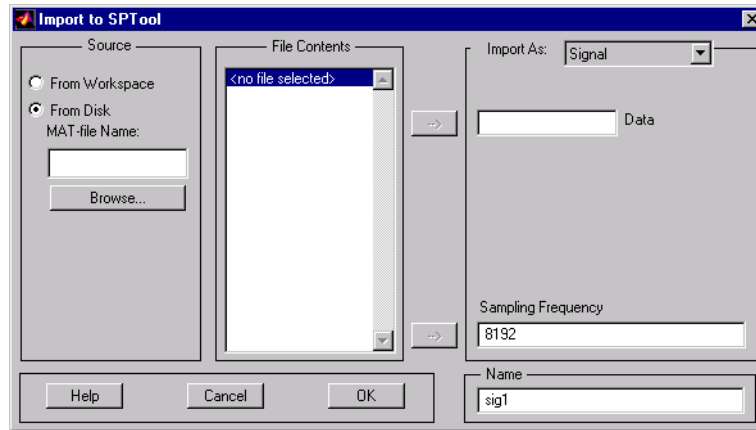 Import to SPTool
Source
From Workspace
From Disk
MAT-file Name:
Browse...
File Contents
<no file selected>
-->
-->
Import As:
Signal
Data
Sampling Frequency
8192
Help
Cancel
OK
Name
sig1